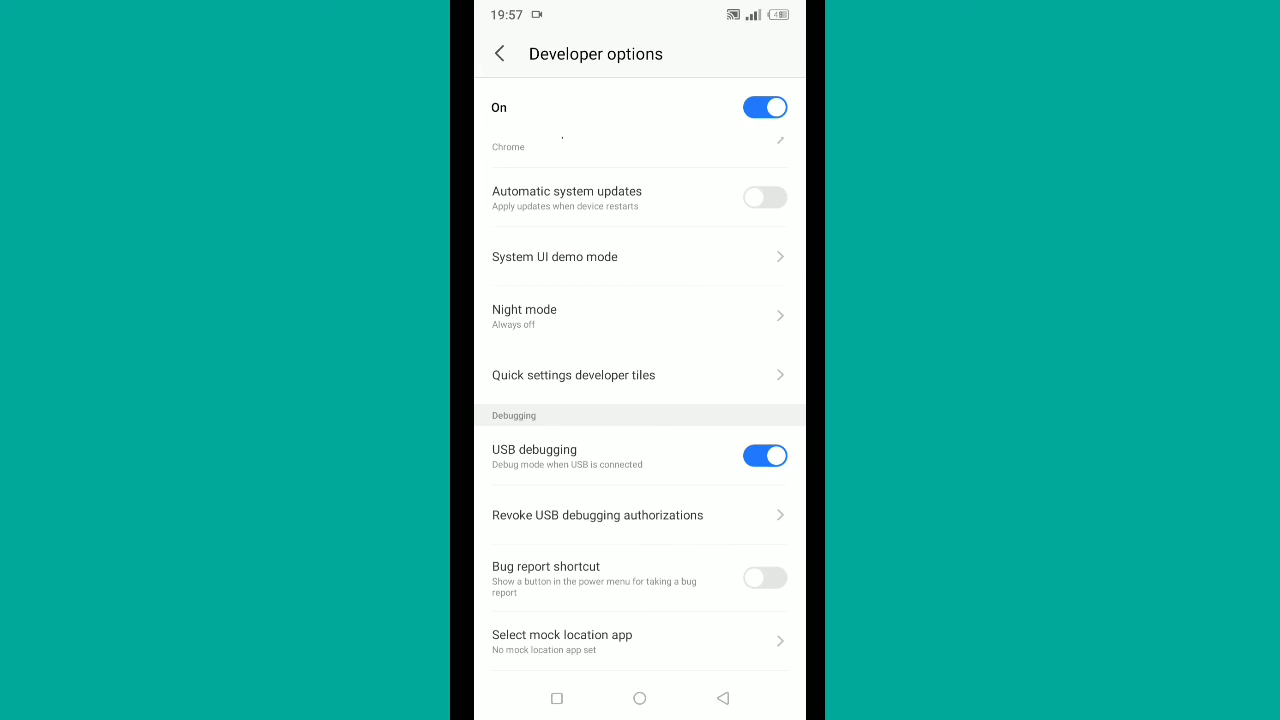 19:57
Developer options
On
Chrome
Automatic system updates
Apply updates when device restarts
System UI demo mode
Night mode
Always off
Quick settings developer tiles
Debugging
USB debugging
Debug mode when USB is connected
Revoke USB debugging authorizations
Bug report shortcut
Show a button in the power menu for taking a bug
report
Select mock location app
No mock location app set